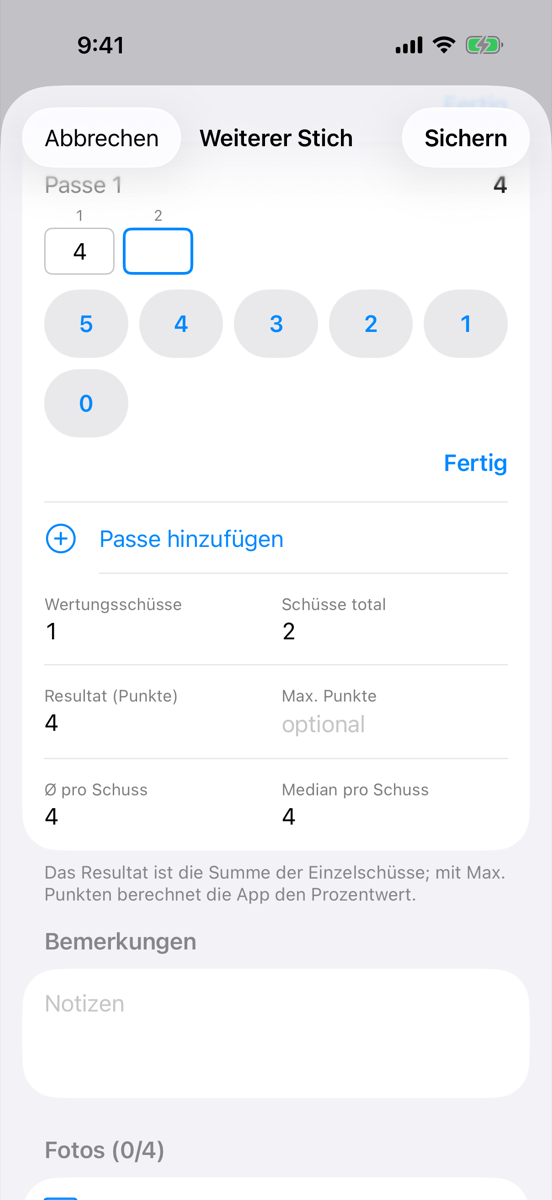 9:41
Fertig
Abbrechen
Weiterer Stich
Sichern
Passe 1
4
1
2
4
5
4
3
2
1
0
Fertig
Passe hinzufügen
Wertungsschüsse
Schüsse total
1
2
Resultat (Punkte)
Max. Punkte
4
optional
Ø pro Schuss
Median pro Schuss
4
4
Das Resultat ist die Summe der Einzelschüsse; mit Max.
Punkten berechnet die App den Prozentwert.
Bemerkungen
Notizen
Fotos (0/4)